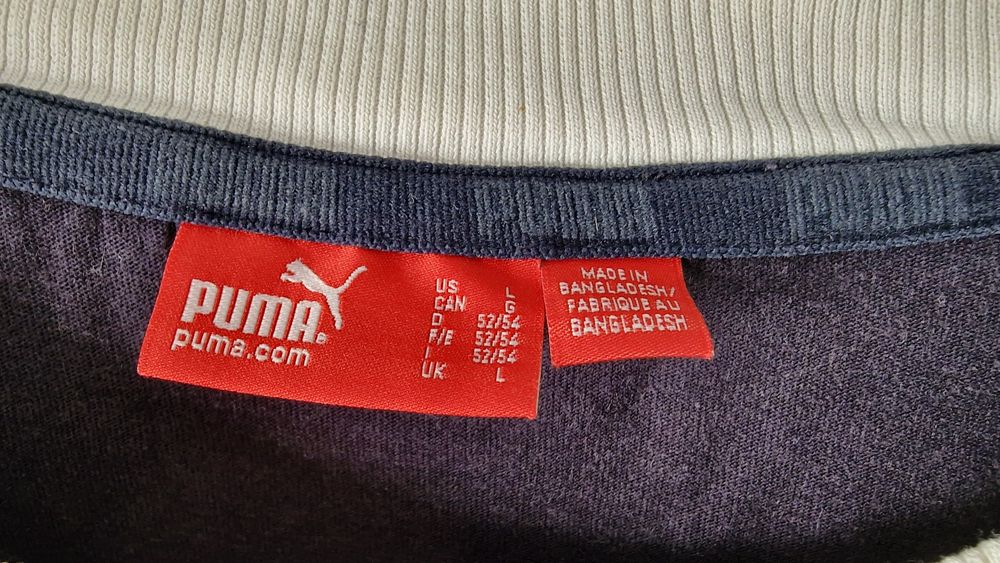 PUMA®
puma.com
US L
CAN G
D 52/54
F/E 52/54
I 52/54
UK L
MADE IN
BANGLADESH/
FABRIQUE AU
BANGLADESH